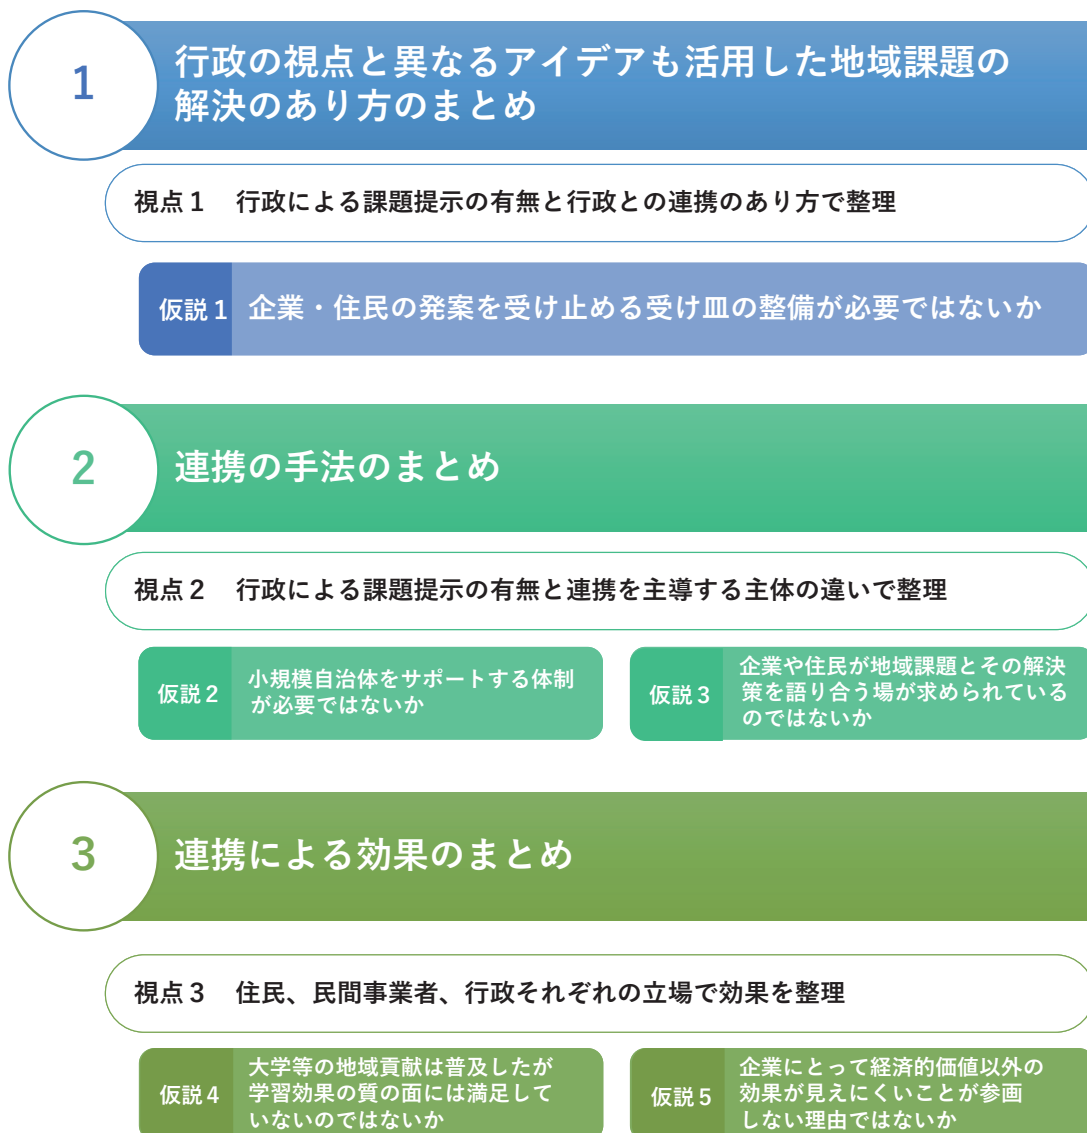 1
行政の視点と異なるアイデアも活用した地域課題の
解決のあり方のまとめ
視点1　行政による課題提示の有無と行政との連携のあり方で整理
仮説1　企業・住民の発案を受け止める受け皿の整備が必要ではないか
2
連携の手法のまとめ
視点2　行政による課題提示の有無と連携を主導する主体の違いで整理
仮説2
小規模自治体をサポートする体制
が必要ではないか
仮説3
企業や住民が地域課題とその解決
策を語り合う場が求められている
のではないか
3
連携による効果のまとめ
視点3　住民、民間事業者、行政それぞれの立場で効果を整理
仮説4
大学等の地域貢献は普及したが
学習効果の質の面には満足して
いないのではないか
仮説5
企業にとって経済的価値以外の
効果が見えにくいことが参画
しない理由ではないか